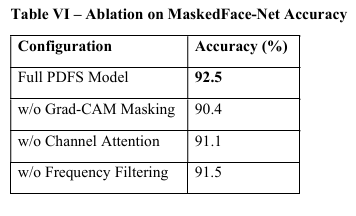 Table VI – Ablation on MaskedFace-Net Accuracy
Configuration Accuracy (%)
Full PDFS Model 92.5
w/o Grad-CAM Masking 90.4
w/o Channel Attention 91.1
w/o Frequency Filtering 91.5